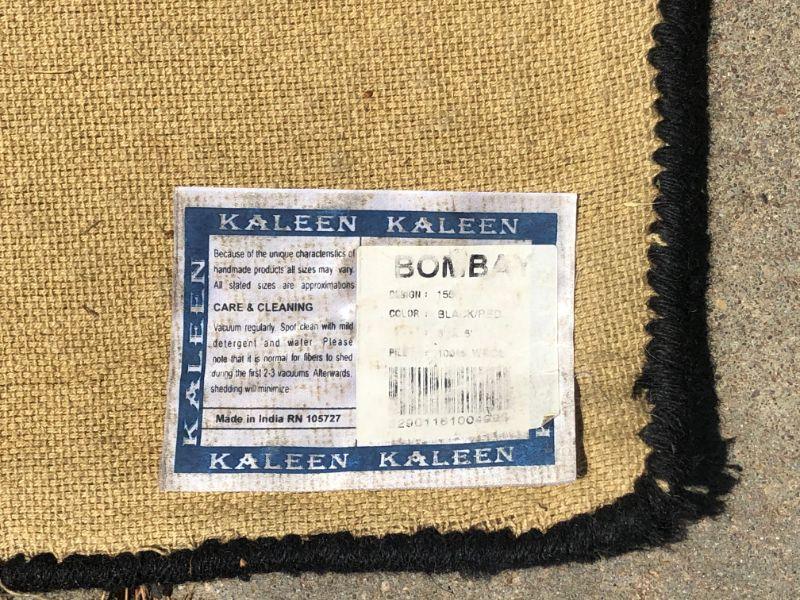 KALEEN KALEEN
KALEEN
Because of the unique characteristics of
handmade products all sizes may vary.
All stated sizes are approximations
CARE & CLEANING
Vacuum regularly. Spot clean with mild
detergent and water. Please
note that it is normal for fibers to shed
during the first 2-3 vacuums. Afterwards,
shedding will minimize
Made in India RN 105727
BOMBAY
DESIGN :
COLOR : BLACK/RED
KALEEN KALEEN